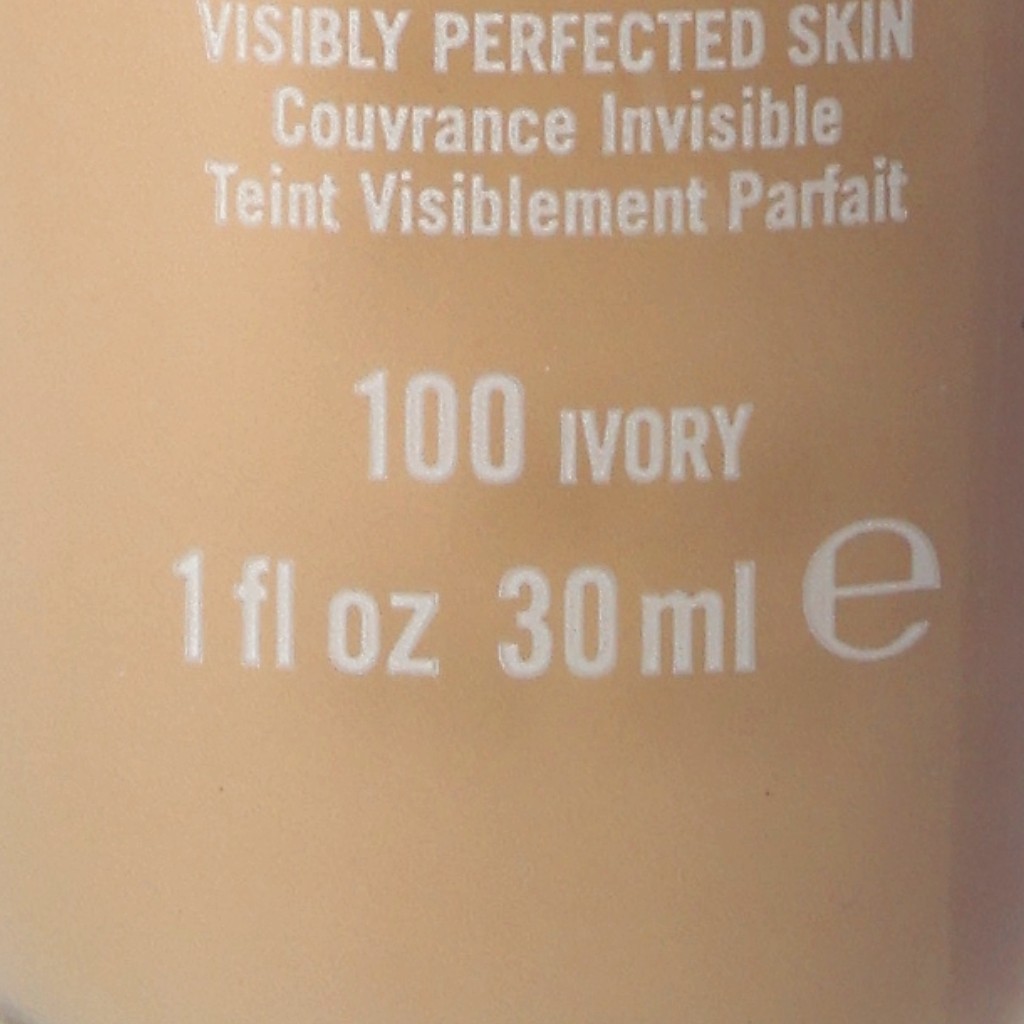 VISIBLY PERFECTED SKIN
Couvrance Invisible
Teint Visiblement Parfait
100 IVORY
1 fl oz 30 ml ℮